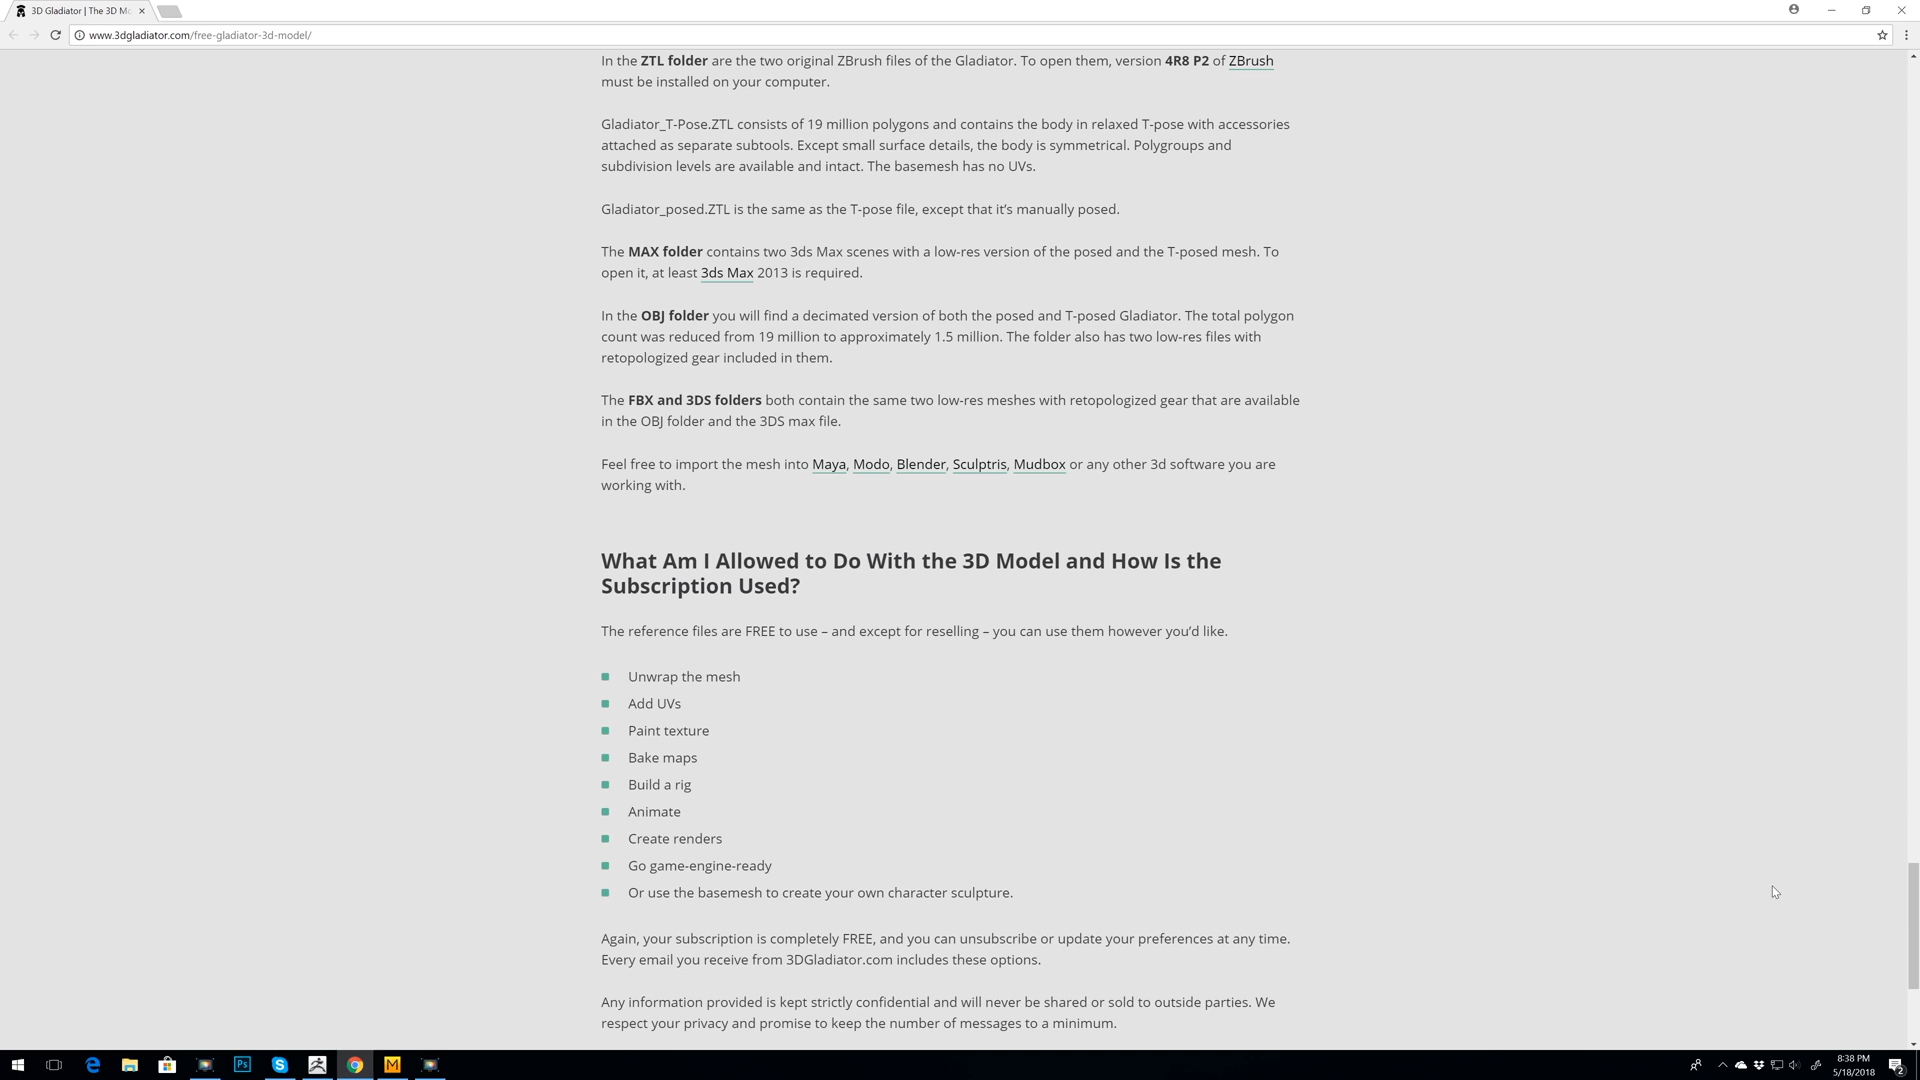 3D Gladiator | The 3D Mo
www.3dgladiator.com/free-gladiator-3d-model/
In the ZTL folder are the two original ZBrush files of the Gladiator. To open them, version 4R8 P2 of ZBrush
must be installed on your computer.
Gladiator_T-Pose.ZTL consists of 19 million polygons and contains the body in relaxed T-pose with accessories
attached as separate subtools. Except small surface details, the body is symmetrical. Polygroups and
subdivision levels are available and intact. The basemesh has no UVs.
Gladiator_posed.ZTL is the same as the T-pose file, except that it’s manually posed.
The MAX folder contains two 3ds Max scenes with a low-res version of the posed and the T-posed mesh. To
open it, at least 3ds Max 2013 is required.
In the OBJ folder you will find a decimated version of both the posed and T-posed Gladiator. The total polygon
count was reduced from 19 million to approximately 1.5 million. The folder also has two low-res files with
retopologized gear included in them.
The FBX and 3DS folders both contain the same two low-res meshes with retopologized gear that are available
in the OBJ folder and the 3DS max file.
Feel free to import the mesh into Maya, Modo, Blender, Sculptris, Mudbox or any other 3d software you are
working with.
What Am I Allowed to Do With the 3D Model and How Is the
Subscription Used?
The reference files are FREE to use – and except for reselling – you can use them however you’d like.
Unwrap the mesh
Add UVs
Paint texture
Bake maps
Build a rig
Animate
Create renders
Go game-engine-ready
Or use the basemesh to create your own character sculpture.
Again, your subscription is completely FREE, and you can unsubscribe or update your preferences at any time.
Every email you receive from 3DGladiator.com includes these options.
Any information provided is kept strictly confidential and will never be shared or sold to outside parties. We
respect your privacy and promise to keep the number of messages to a minimum.
8:38 PM
5/18/2018
2